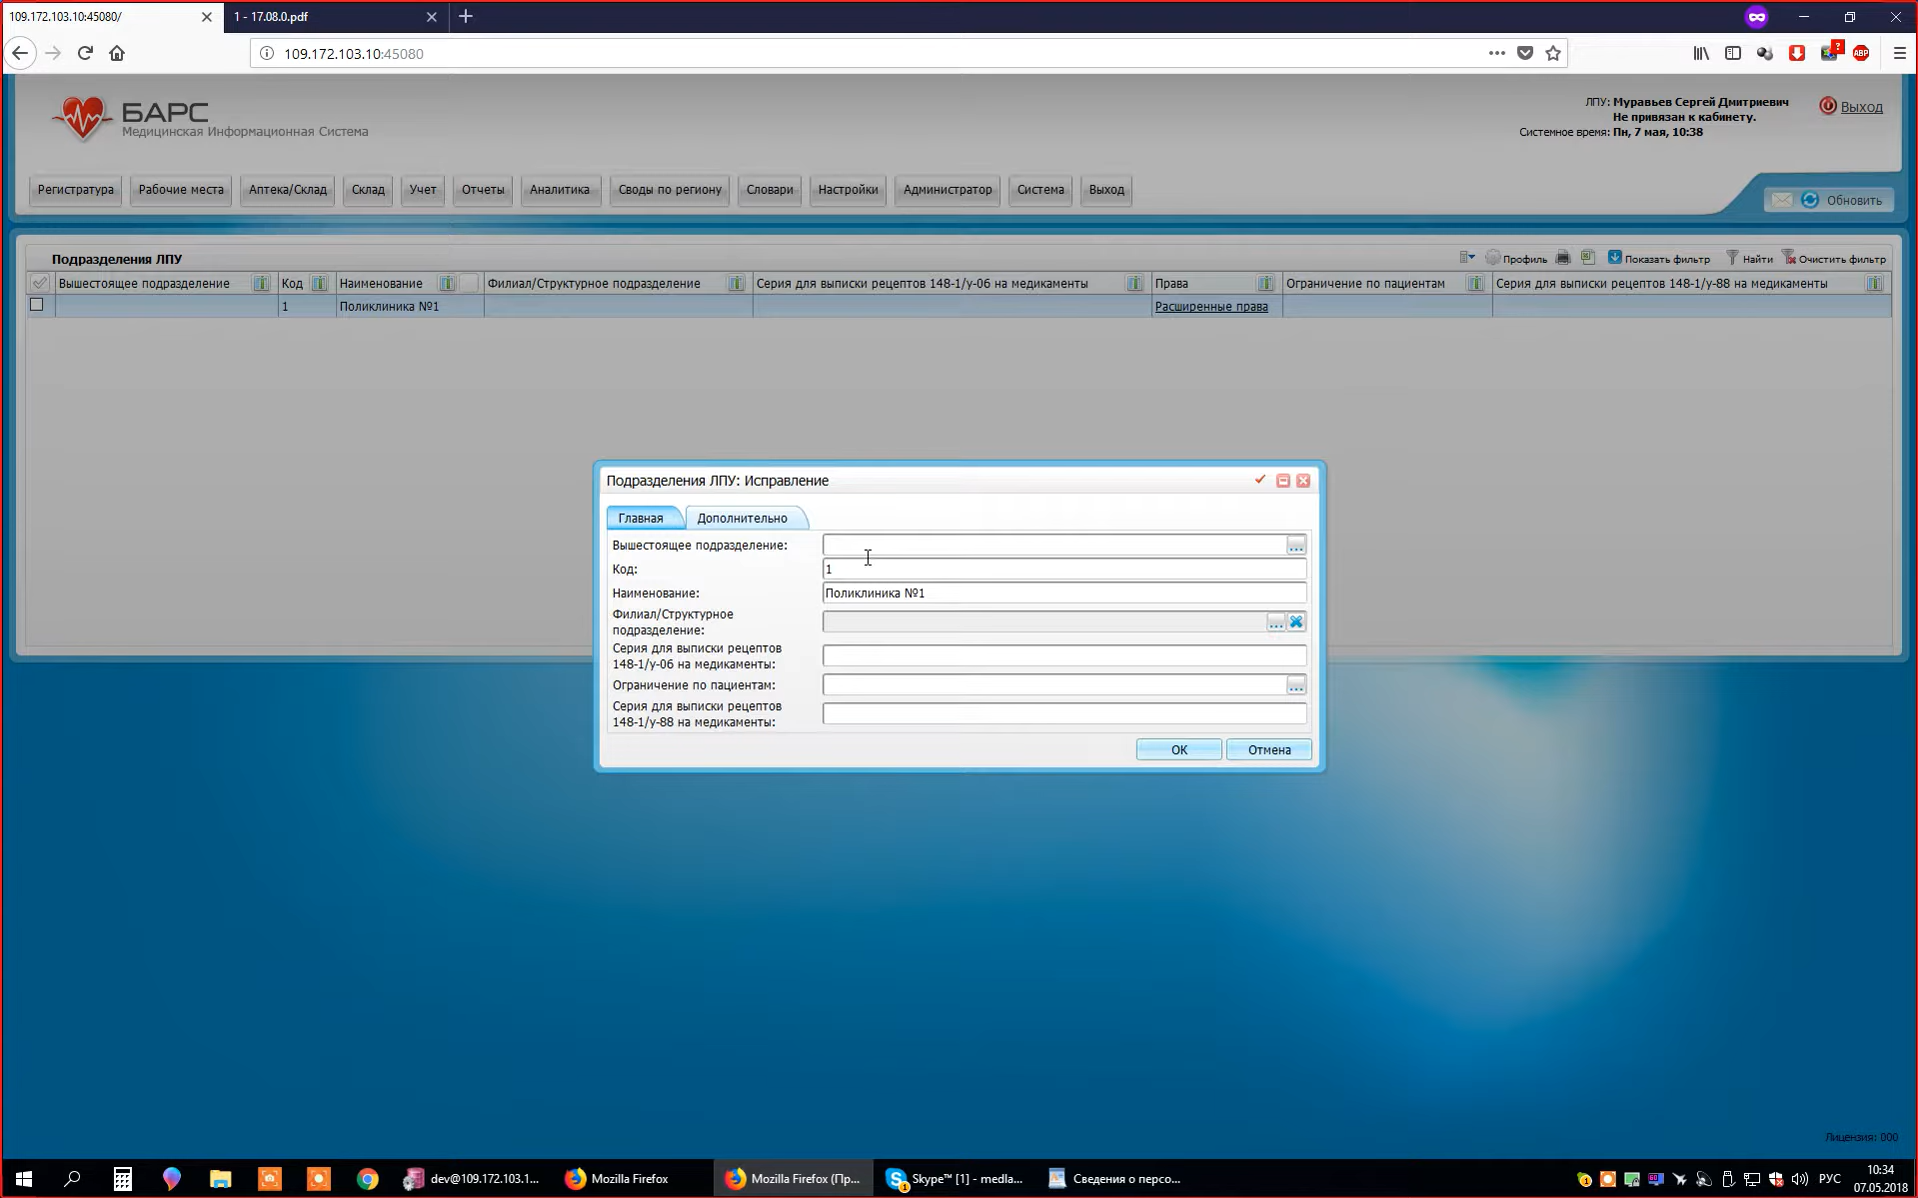 109.172.103.10:45080/
1 - 17.08.0.pdf
109.172.103.10:45080
ABP
БАРС
Медицинская Информационная Система
ЛПУ: Муравьев Сергей Дмитриевич
Не привязан к кабинету.
Системное время: Пн, 7 мая, 10:38
Выход
Регистратура Рабочие места Аптека/Склад Склад Учет Отчеты Аналитика Своды по региону Словари Настройки Администратор Система Выход
Обновить
Подразделения ЛПУ
Профиль Показать фильтр Найти Очистить фильтр
Вышестоящее подразделение Код Наименование Филиал/Структурное подразделение Серия для выписки рецептов 148-1/у-06 на медикаменты Права Ограничение по пациентам Серия для выписки рецептов 148-1/у-88 на медикаменты
1 Поликлиника №1 Расширенные права
Подразделения ЛПУ: Исправление
Главная Дополнительно
Вышестоящее подразделение: ...
Код: 1
Наименование: Поликлиника №1
Филиал/Структурное
подразделение: ...
Серия для выписки рецептов
148-1/у-06 на медикаменты:
Ограничение по пациентам: ...
Серия для выписки рецептов
148-1/у-88 на медикаменты:
ОК Отмена
Лицензия: 000
dev@109.172.103.1... Mozilla Firefox Mozilla Firefox (Пр... Skype™ [1] - medla... Сведения о персо... РУС
10:34
07.05.2018